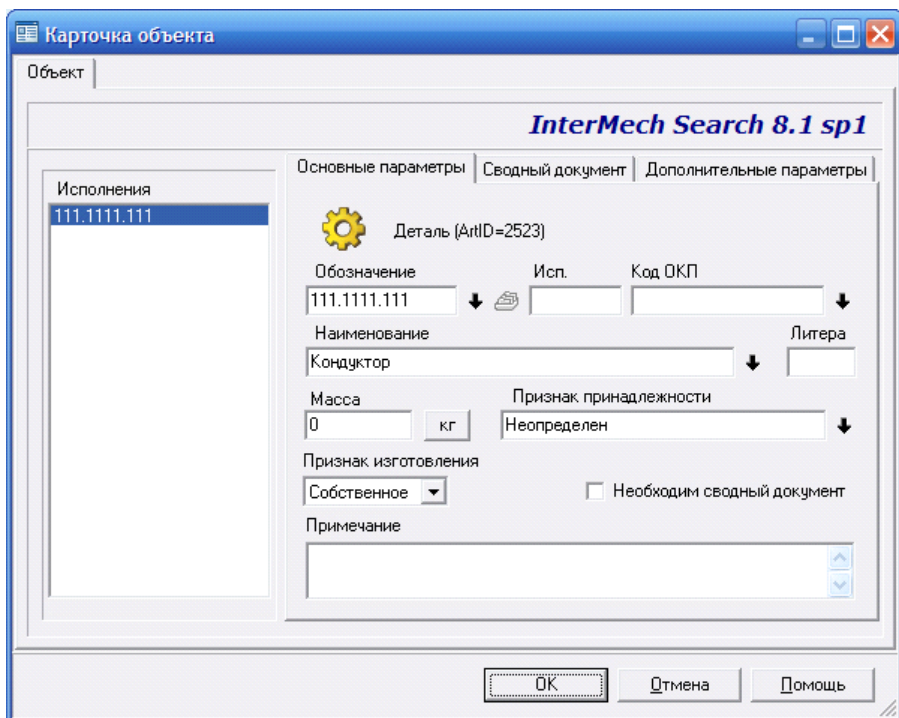 Карточка объекта
Объект
InterMech Search 8.1 sp1
Исполнения
111.1111.111
Основные параметры Сводный документ Дополнительные параметры
Деталь (ArtID=2523)
Обозначение Исп. Код ОКП
111.1111.111
Наименование Литера
Кондуктор
Масса Признак принадлежности
0 кг Неопределен
Признак изготовления
Собственное Необходим сводный документ
Примечание
OK Отмена Помощь